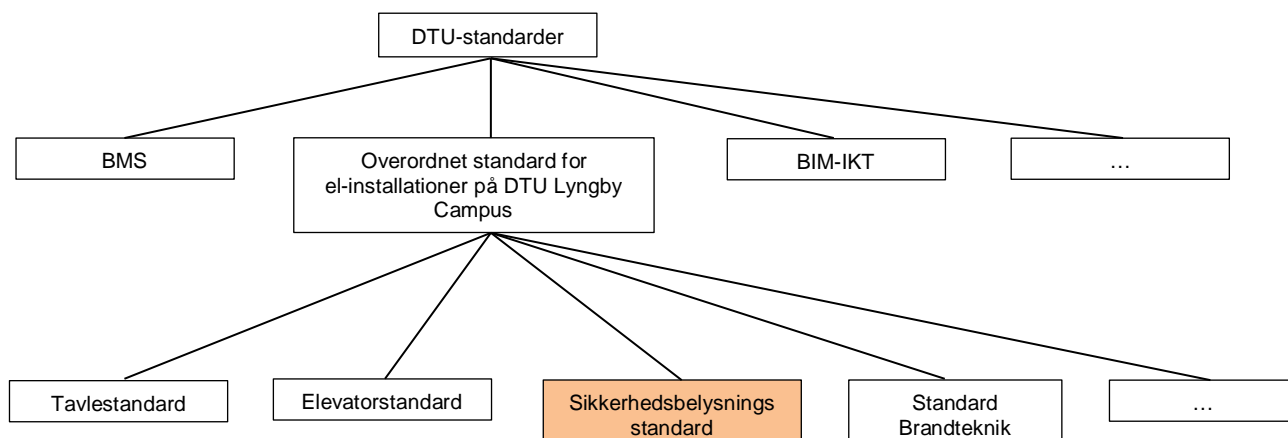 DTU-standarder
BMS
Overordnet standard for
el-installationer på DTU Lyngby
Campus
BIM-IKT
…
Tavlestandard
Elevatorstandard
Sikkerhedsbelysnings
standard
Standard
Brandteknik
…